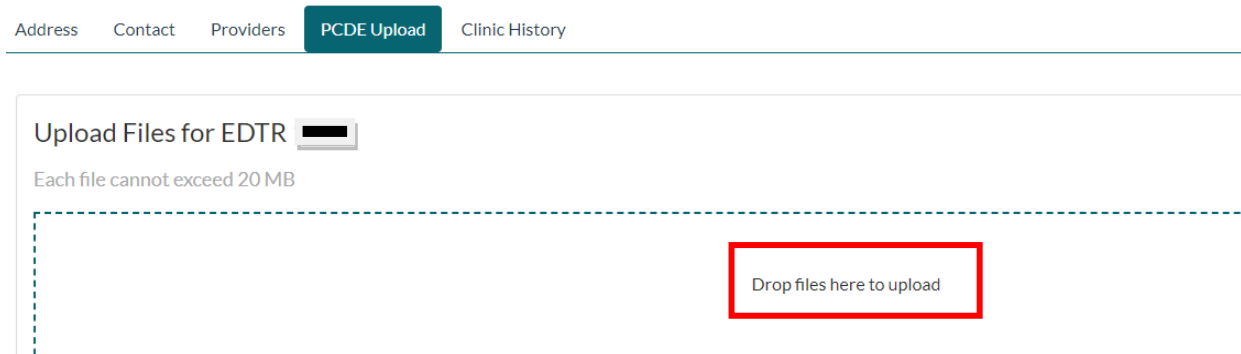 Address Contact Providers PCDE Upload Clinic History
Upload Files for EDTR
Each file cannot exceed 20 MB
Drop files here to upload